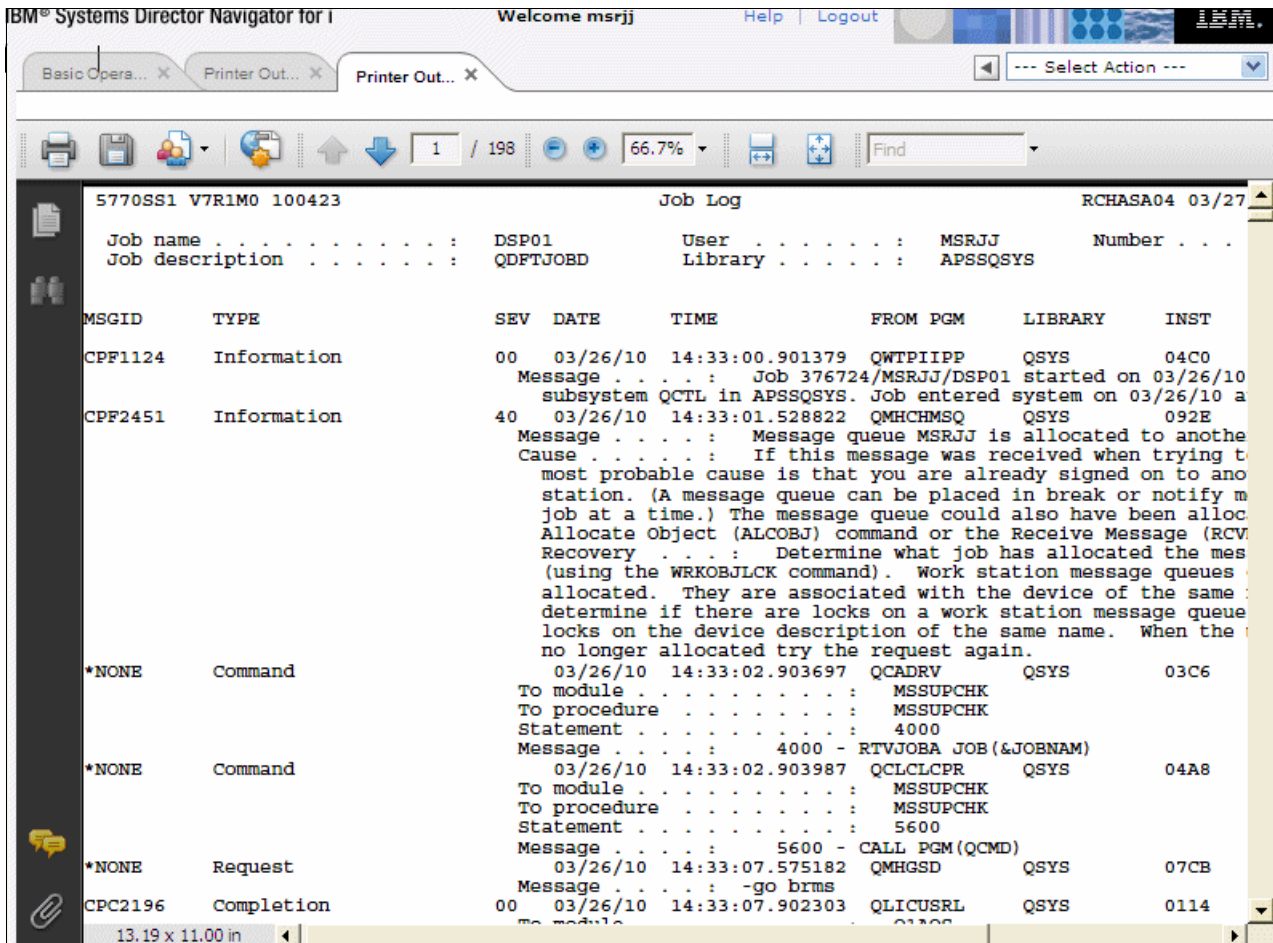 IBM® Systems Director Navigator for i Welcome msrjj Help | Logout IBM.
Basic Opera... Printer Out... Printer Out... --- Select Action ---
1 / 198 66.7% Find
5770SS1 V7R1M0 100423 Job Log RCHASA04 03/27
Job name . . . . . . . . . . . : DSP01 User . . . . . . : MSRJJ Number . . .
Job description . . . . . . : QDFTJOBD Library . . . . . : APSSQSYS
MSGID TYPE SEV DATE TIME FROM PGM LIBRARY INST
CPF1124 Information 00 03/26/10 14:33:00.901379 QWTPIIPP QSYS 04C0
Message . . . . : Job 376724/MSRJJ/DSP01 started on 03/26/10
subsystem QCTL in APSSQSYS. Job entered system on 03/26/10 a
CPF2451 Information 40 03/26/10 14:33:01.528822 QMHCHMSQ QSYS 092E
Message . . . . : Message queue MSRJJ is allocated to anothe
Cause . . . . . : If this message was received when trying t
most probable cause is that you are already signed on to ano
station. (A message queue can be placed in break or notify m
job at a time.) The message queue could also have been alloc
Allocate Object (ALCOBJ) command or the Receive Message (RCV
Recovery . . . : Determine what job has allocated the mes
(using the WRKOBJLCK command). Work station message queues
allocated. They are associated with the device of the same
determine if there are locks on a work station message queue
locks on the device description of the same name. When the
no longer allocated try the request again.
*NONE Command 03/26/10 14:33:02.903697 QCADRV QSYS 03C6
To module . . . . . . . . . : MSSUPCHK
To procedure . . . . . . . : MSSUPCHK
Statement . . . . . . . . . : 4000
Message . . . . : 4000 - RTVJOBA JOB(&JOBNAM)
*NONE Command 03/26/10 14:33:02.903987 QCLCLCPR QSYS 04A8
To module . . . . . . . . . : MSSUPCHK
To procedure . . . . . . . : MSSUPCHK
Statement . . . . . . . . . : 5600
Message . . . . : 5600 - CALL PGM(QCMD)
*NONE Request 03/26/10 14:33:07.575182 QMHGSD QSYS 07CB
Message . . . . : -go brms
CPC2196 Completion 00 03/26/10 14:33:07.902303 QLICUSRL QSYS 0114
13.19 x 11.00 in